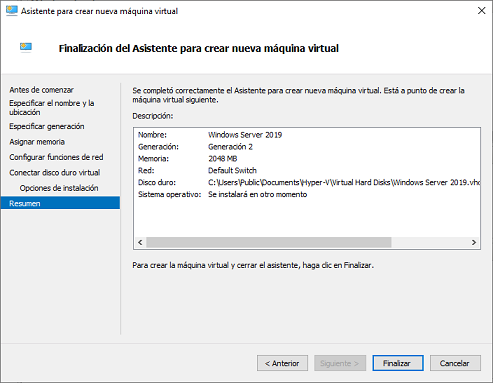 Asistente para crear nueva máquina virtual
Finalización del Asistente para crear nueva máquina virtual
Antes de comenzar
Especificar el nombre y la
ubicación
Especificar generación
Asignar memoria
Configurar funciones de red
Conectar disco duro virtual
Opciones de instalación
Resumen
Se completó correctamente el Asistente para crear nueva máquina virtual. Está a punto de crear la
máquina virtual siguiente.
Descripción:
Nombre: Windows Server 2019
Generación: Generación 2
Memoria: 2048 MB
Red: Default Switch
Disco duro: C:\Users\Public\Documents\Hyper-V\Virtual Hard Disks\Windows Server 2019.vhd
Sistema operativo: Se instalará en otro momento
Para crear la máquina virtual y cerrar el asistente, haga clic en Finalizar.
< Anterior
Siguiente >
Finalizar
Cancelar